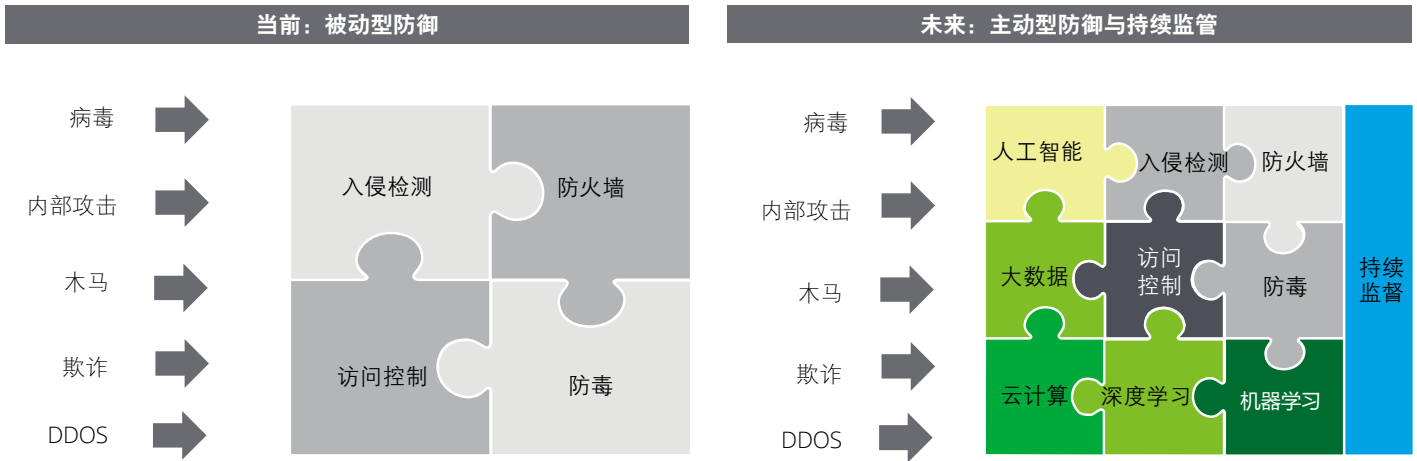 当前：被动型防御
病毒
内部攻击
木马
欺诈
DDOS
入侵检测
防火墙
访问控制
防毒
未来：主动型防御与持续监管
病毒
内部攻击
木马
欺诈
DDOS
人工智能
入侵检测
防火墙
大数据
访问
控制
防毒
云计算
深度学习
机器学习
持续
监督